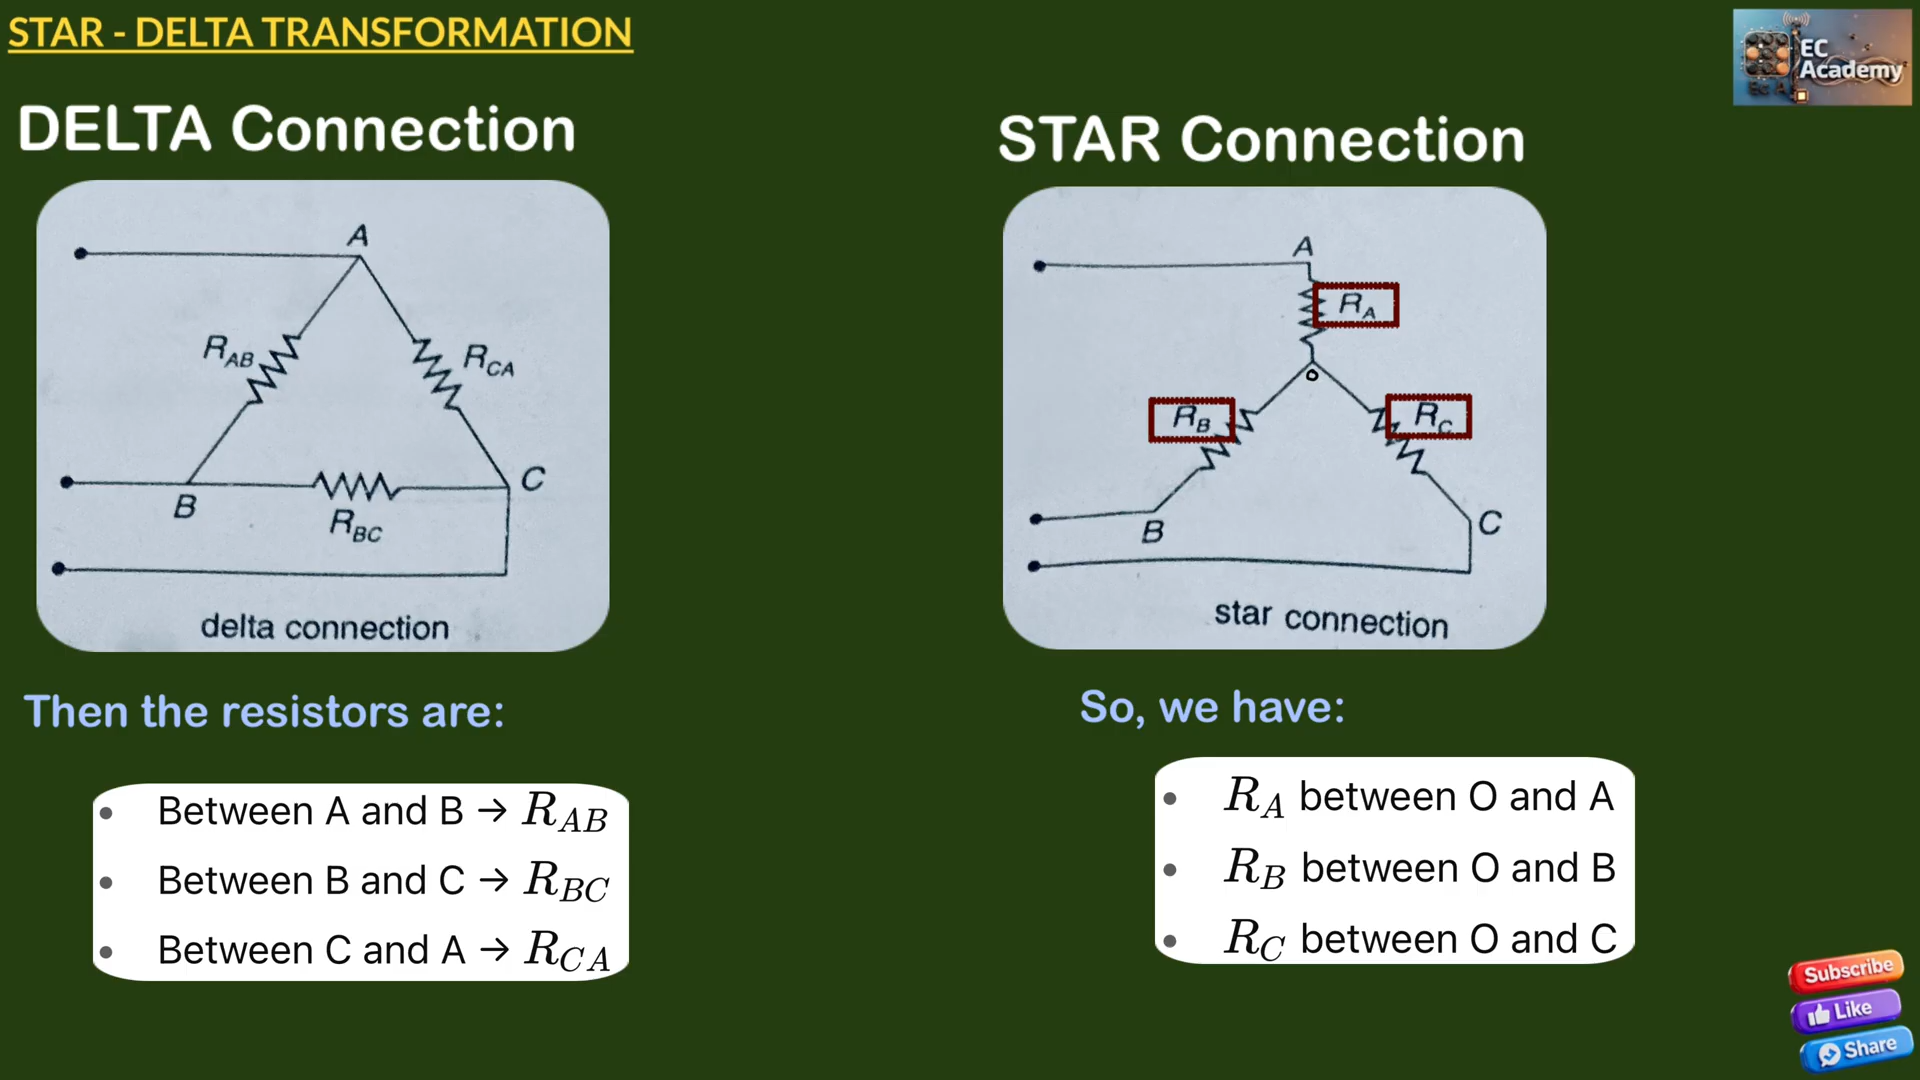 STAR - DELTA TRANSFORMATION
EC
Academy
DELTA Connection
STAR Connection
A
R_AB
R_CA
B
C
R_BC
delta connection
A
R_A
o
R_B
R_C
B
C
star connection
Then the resistors are:
So, we have:
• Between A and B → R_AB
• Between B and C → R_BC
• Between C and A → R_CA
• R_A between O and A
• R_B between O and B
• R_C between O and C
Subscribe
Like
Share